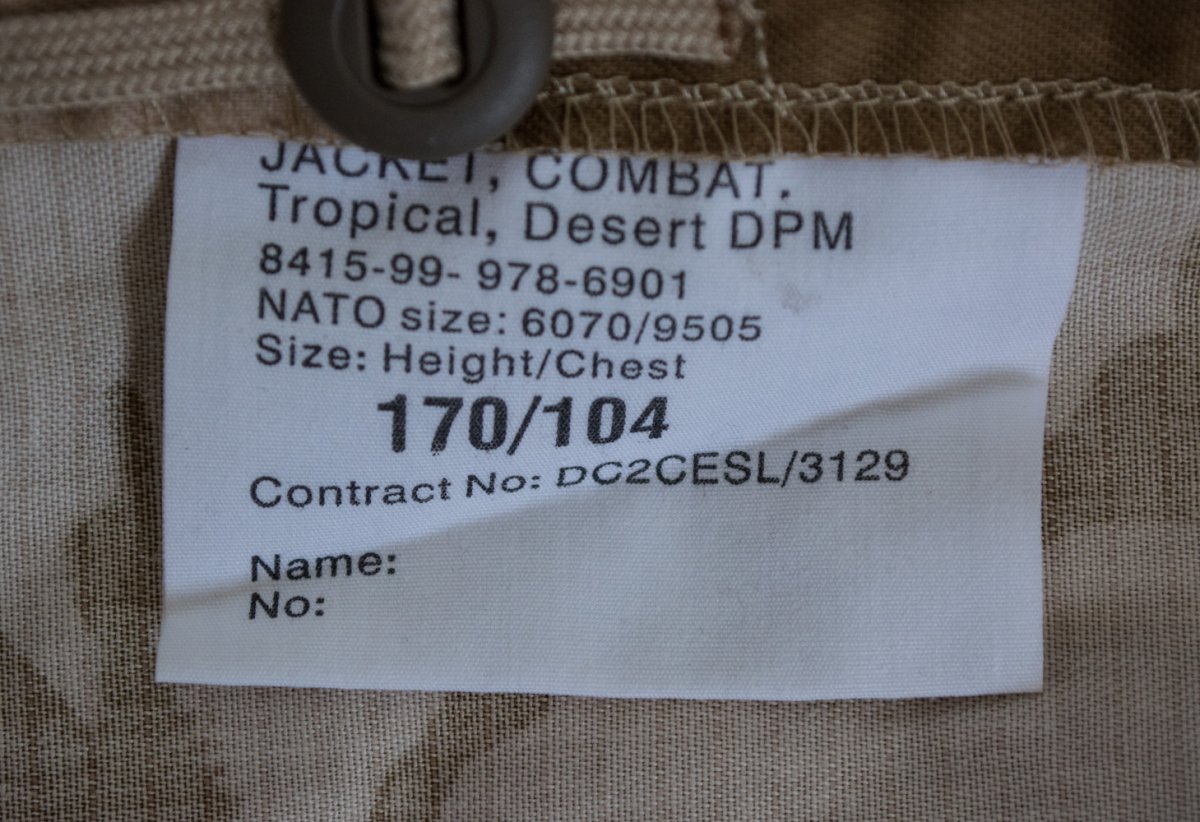 JACKET, COMBAT.
Tropical, Desert DPM
8415-99- 978-6901
NATO size: 6070/9505
Size: Height/Chest
170/104
Contract No: DC2CESL/3129
Name:
No: